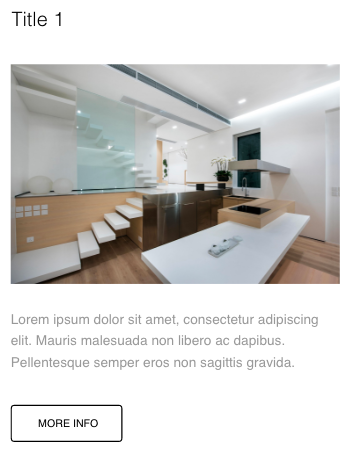 Title 1
Lorem ipsum dolor sit amet, consectetur adipiscing
elit. Mauris malesuada non libero ac dapibus.
Pellentesque semper eros non sagittis gravida.
MORE INFO